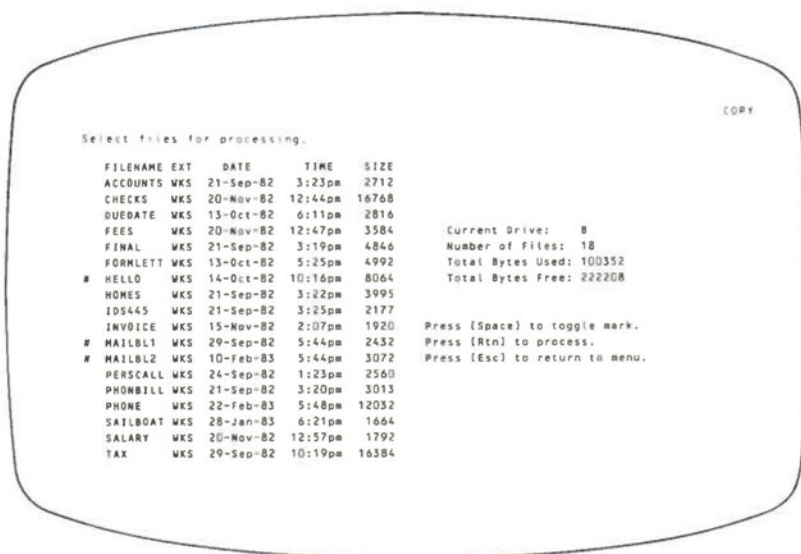 COPY
Select files for processing.
FILENAME EXT DATE TIME SIZE
ACCOUNTS WKS 21-Sep-82 3:23pm 2712
CHECKS WKS 20-Nov-82 12:44pm 16768
DUEDATE WKS 13-Oct-82 6:11pm 2816
FEES WKS 20-Nov-82 12:47pm 3584 Current Drive: B
FINAL WKS 21-Sep-82 3:19pm 4846 Number of Files: 18
FORMLETT WKS 13-Oct-82 5:25pm 4992 Total Bytes Used: 100352
# HELLO WKS 14-Oct-82 10:16pm 8064 Total Bytes Free: 222208
HOMES WKS 21-Sep-82 3:22pm 3995
IDS445 WKS 21-Sep-82 3:25pm 2177
INVOICE WKS 15-Nov-82 2:07pm 1920 Press [Space] to toggle mark.
# MAILBL1 WKS 29-Sep-82 5:44pm 2432 Press [Rtn] to process.
# MAILBL2 WKS 10-Feb-83 5:44pm 3072 Press [Esc] to return to menu.
PERSCALL WKS 24-Sep-82 1:23pm 2560
PHONBILL WKS 21-Sep-82 3:20pm 3013
PHONE WKS 22-Feb-83 5:48pm 12032
SAILBOAT WKS 28-Jan-83 6:21pm 1664
SALARY WKS 20-Nov-82 12:57pm 1792
TAX WKS 29-Sep-82 10:19pm 16384